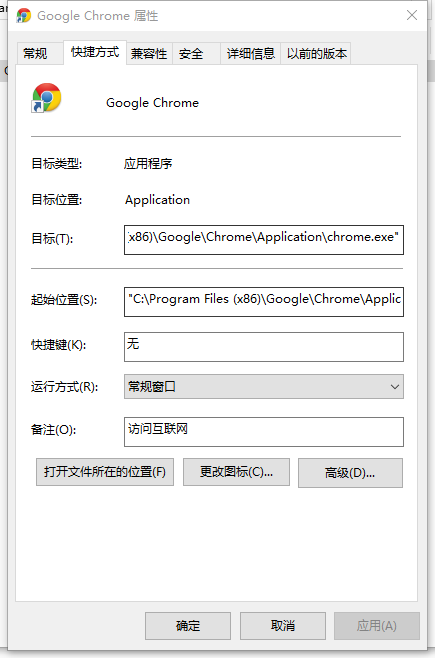 Google Chrome 属性
常规 快捷方式 兼容性 安全 详细信息 以前的版本
Google Chrome
目标类型: 应用程序
目标位置: Application
目标(T): x86)\Google\Chrome\Application\chrome.exe"
起始位置(S): "C:\Program Files (x86)\Google\Chrome\Applic
快捷键(K): 无
运行方式(R): 常规窗口
备注(O): 访问互联网
打开文件所在的位置(F) 更改图标(C)... 高级(D)...
确定 取消 应用(A)